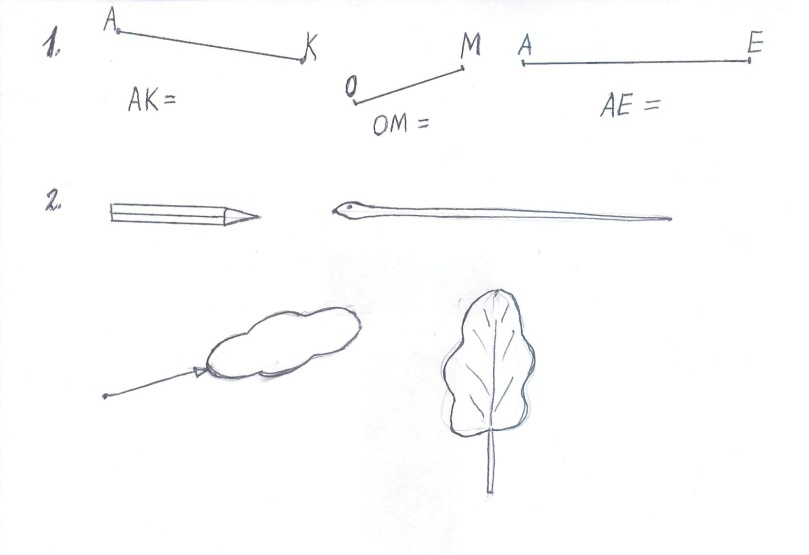 1. A K O M A E
AK= OM = AE =
2.